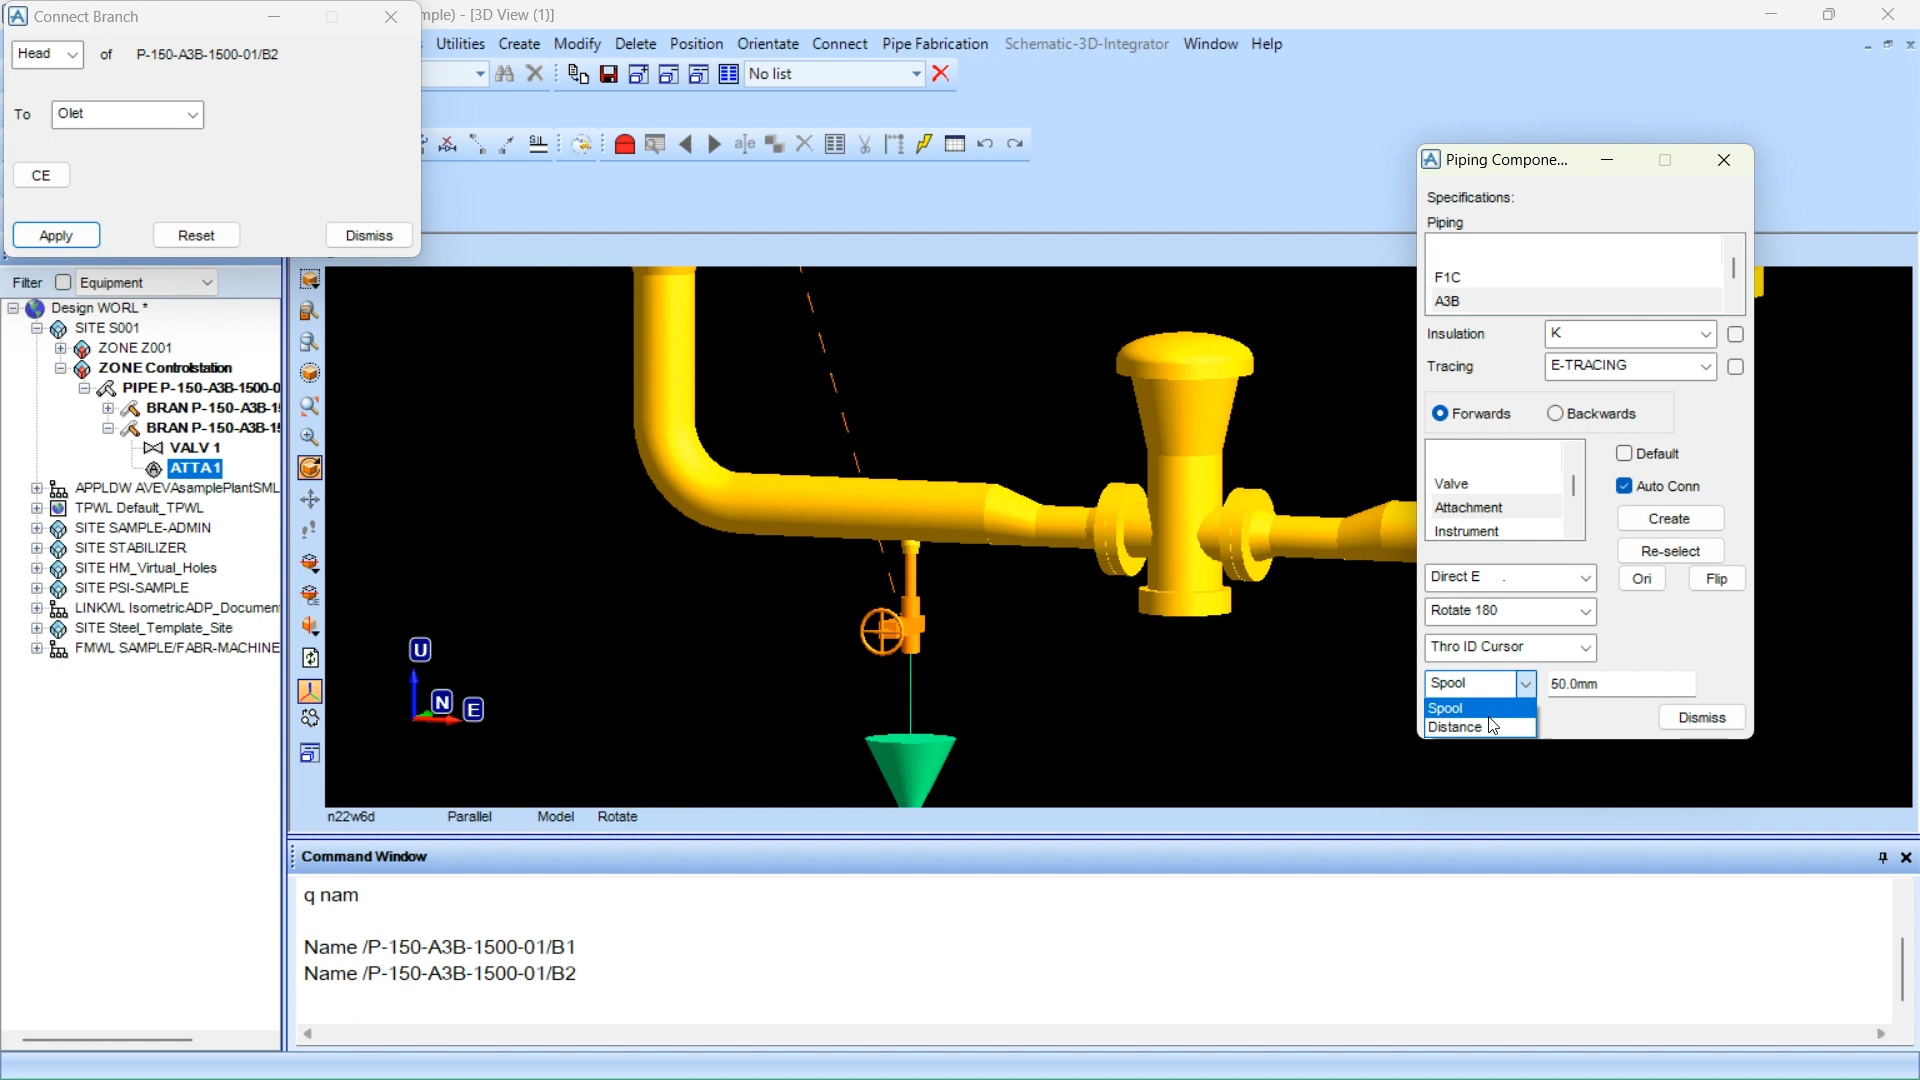 Connect Branch
mple) - [3D View (1)]
Head of P-150-A3B-1500-01/B2
To Olet
CE
Apply Reset Dismiss
Utilities Create Modify Delete Position Orientate Connect Pipe Fabrication Schematic-3D-Integrator Window Help
No list
Filter Equipment
Design WORL *
SITE S001
ZONE Z001
ZONE Controlstation
PIPE P-150-A3B-1500-0
BRAN P-150-A3B-1
BRAN P-150-A3B-1
VALV 1
ATTA 1
APPLDW AVEVAsamplePlantSML
TPWL Default_TPWL
SITE SAMPLE-ADMIN
SITE STABILIZER
SITE HM_Virtual_Holes
SITE PSI-SAMPLE
LINKWL IsometricADP_Documen
SITE Steel_Template_Site
FMWL SAMPLE/FABR-MACHINE
U
N
E
n22w6d Parallel Model Rotate
Piping Compone...
Specifications:
Piping
F1C
A3B
Insulation K
Tracing E-TRACING
Forwards Backwards
Valve
Attachment
Instrument
Default
Auto Conn
Create
Re-select
Direct E . Ori Flip
Rotate 180
Thro ID Cursor
Spool 50.0mm
Spool
Distance
Dismiss
Command Window
q nam
Name /P-150-A3B-1500-01/B1
Name /P-150-A3B-1500-01/B2